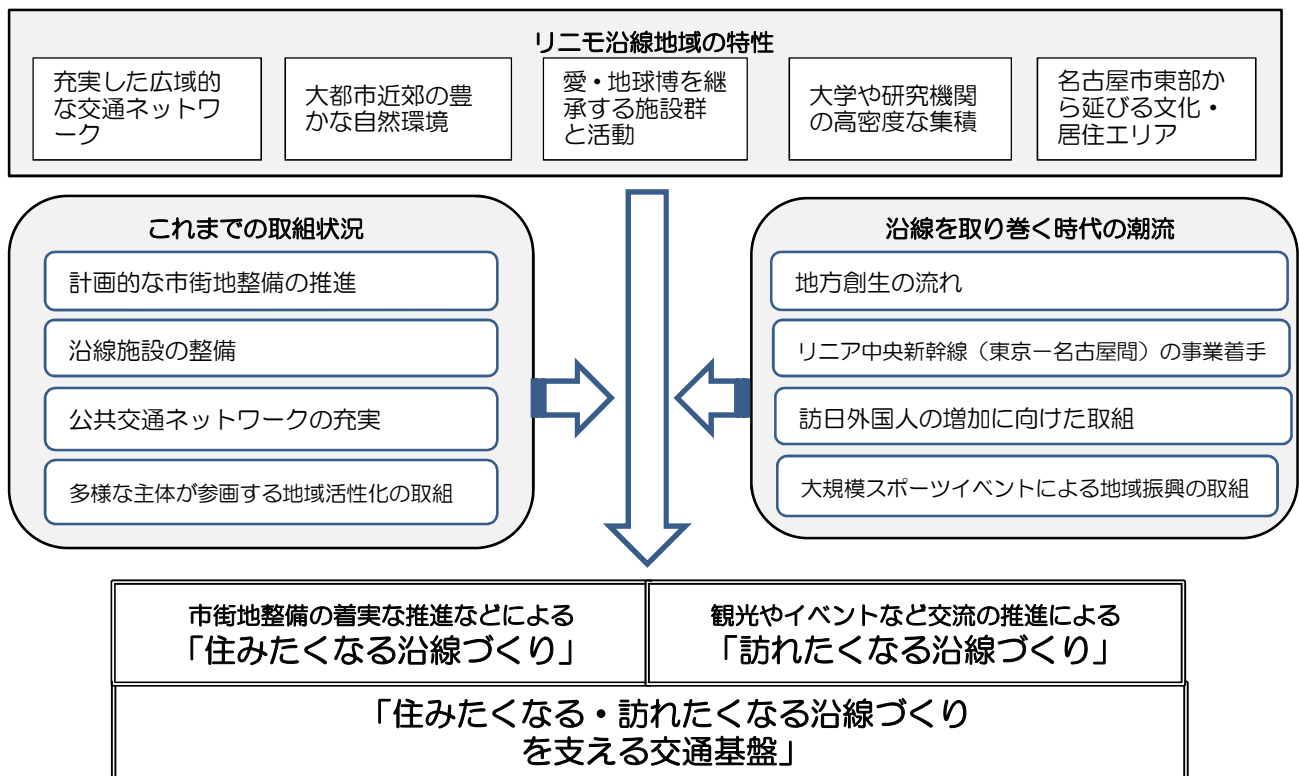 リニモ沿線地域の特性
充実した広域的
な交通ネットワ
ーク
大都市近郊の豊
かな自然環境
愛・地球博を継
承する施設群
と活動
大学や研究機関
の高密度な集積
名古屋市東部か
ら延びる文化・
居住エリア
これまでの取組状況
計画的な市街地整備の推進
沿線施設の整備
公共交通ネットワークの充実
多様な主体が参画する地域活性化の取組
沿線を取り巻く時代の潮流
地方創生の流れ
リニア中央新幹線（東京ー名古屋間）の事業着手
訪日外国人の増加に向けた取組
大規模スポーツイベントによる地域振興の取組
市街地整備の着実な推進などによる
「住みたくなる沿線づくり」
観光やイベントなど交流の推進による
「訪れたくなる沿線づくり」
「住みたくなる・訪れたくなる沿線づくり
を支える交通基盤」